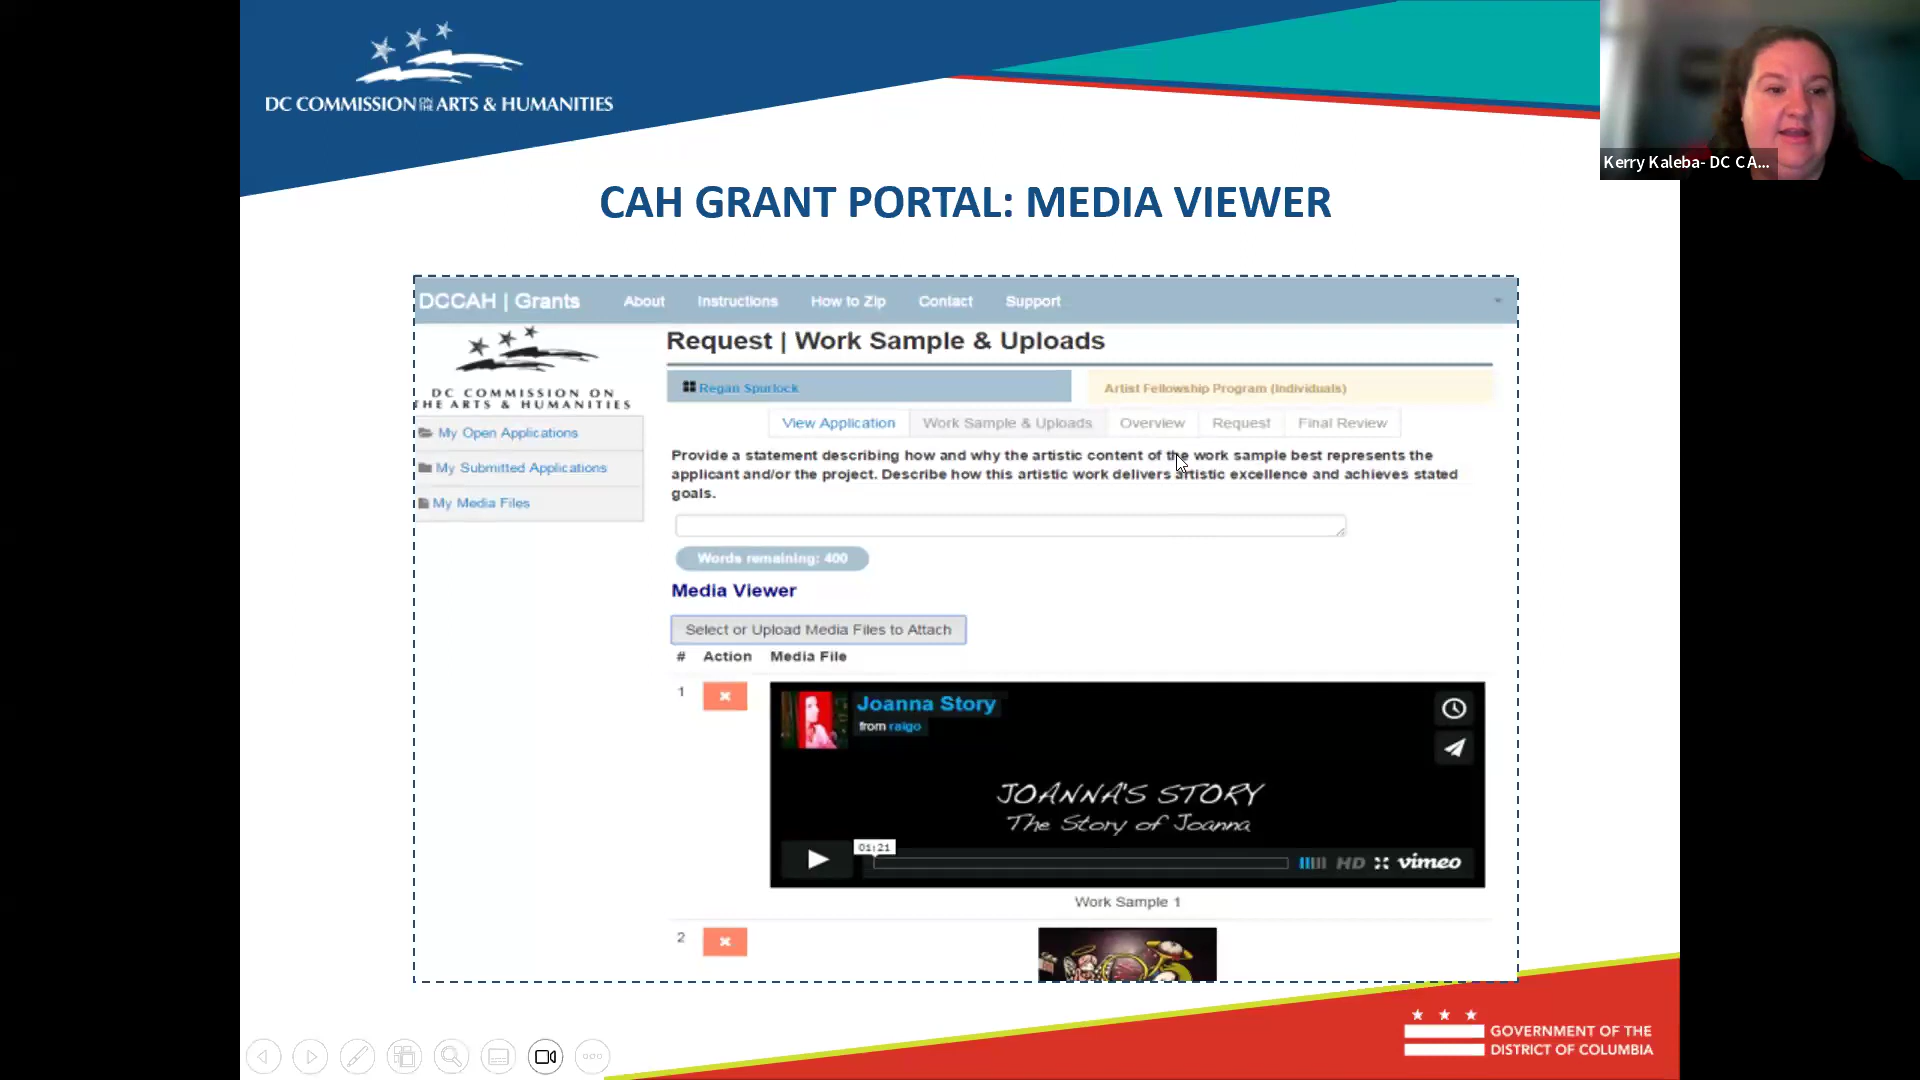 DC COMMISSION ON THE ARTS & HUMANITIES
Kerry Kaleba- DC CA...
CAH GRANT PORTAL: MEDIA VIEWER
DCCAH | Grants About Instructions How to Zip Contact Support
DC COMMISSION ON
THE ARTS & HUMANITIES
My Open Applications
My Submitted Applications
My Media Files
Request | Work Sample & Uploads
Regan Spurlock Artist Fellowship Program (Individuals)
View Application Work Sample & Uploads Overview Request Final Review
Provide a statement describing how and why the artistic content of the work sample best represents the
applicant and/or the project. Describe how this artistic work delivers artistic excellence and achieves stated
goals.
Words remaining: 400
Media Viewer
Select or Upload Media Files to Attach
# Action Media File
1
Joanna Story
from raigo
JOANNA'S STORY
The Story of Joanna
01:21
HD vimeo
Work Sample 1
2
GOVERNMENT OF THE
DISTRICT OF COLUMBIA